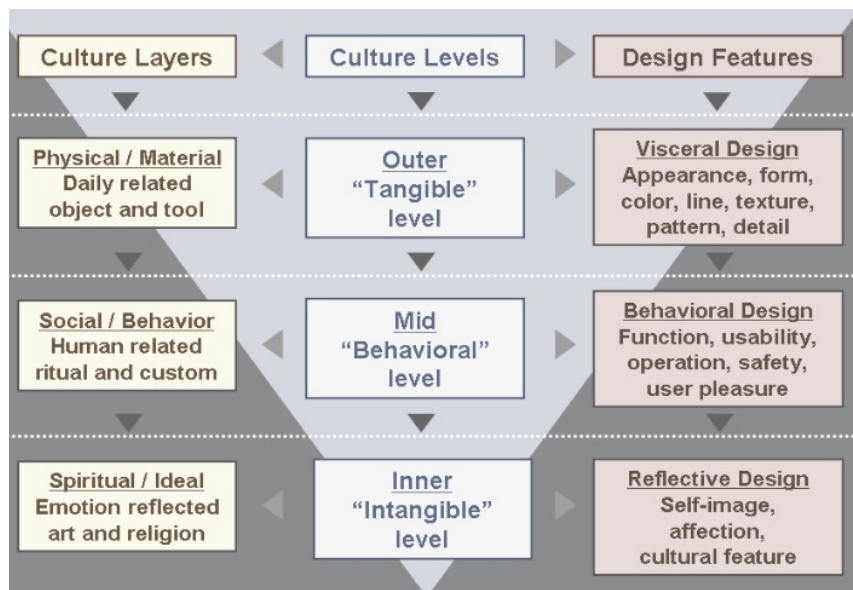 Culture Layers
Culture Levels
Design Features
Physical / Material
Daily related
object and tool
Outer
“Tangible”
level
Visceral Design
Appearance, form,
color, line, texture,
pattern, detail
Social / Behavior
Human related
ritual and custom
Mid
“Behavioral”
level
Behavioral Design
Function, usability,
operation, safety,
user pleasure
Spiritual / Ideal
Emotion reflected
art and religion
Inner
“Intangible”
level
Reflective Design
Self-image,
affection,
cultural feature